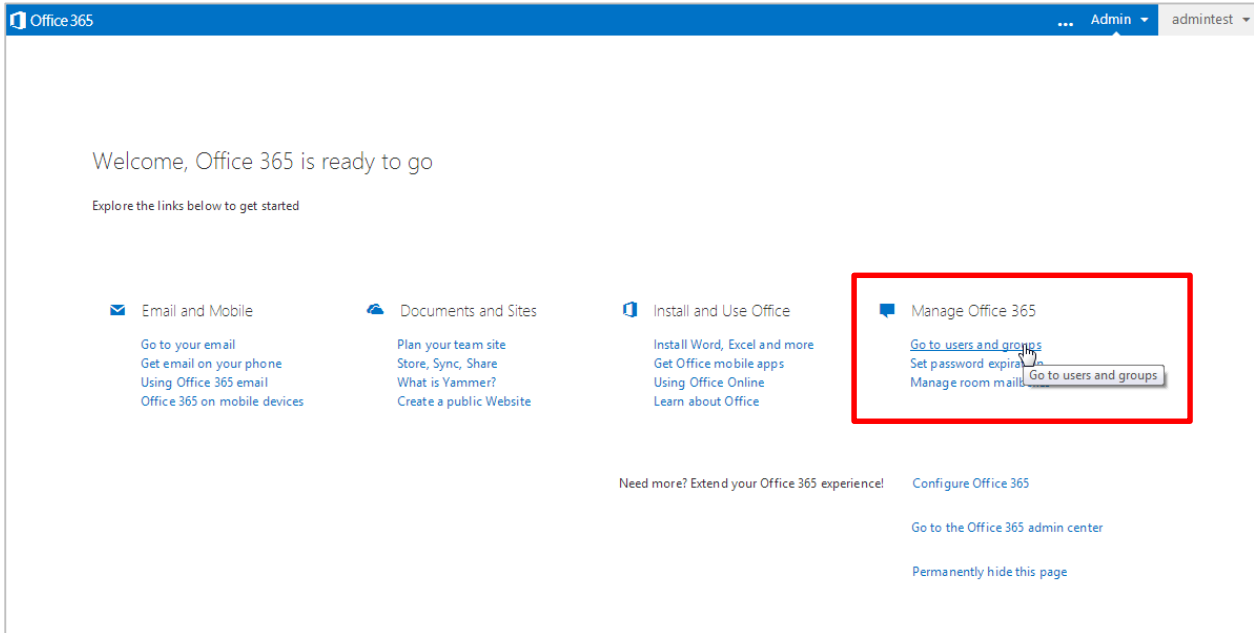 Office 365
... Admin admintest
Welcome, Office 365 is ready to go
Explore the links below to get started
Email and Mobile
Go to your email
Get email on your phone
Using Office 365 email
Office 365 on mobile devices
Documents and Sites
Plan your team site
Store, Sync, Share
What is Yammer?
Create a public Website
Install and Use Office
Install Word, Excel and more
Get Office mobile apps
Using Office Online
Learn about Office
Manage Office 365
Go to users and groups
Set password
Manage room
Go to users and groups
Need more? Extend your Office 365 experience!
Configure Office 365
Go to the Office 365 admin center
Permanently hide this page